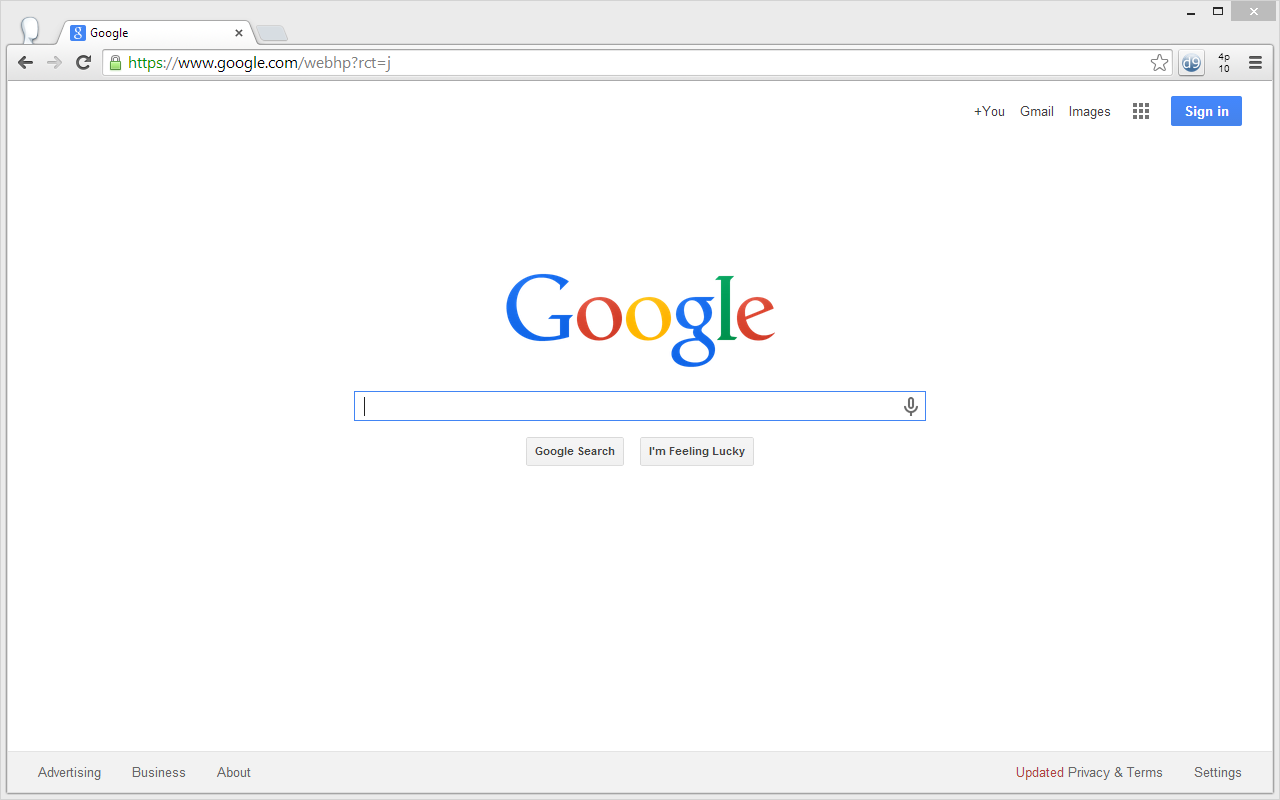 Google
https://www.google.com/webhp?rct=j
d9
4p
10
+You Gmail Images Sign in
Google
Google Search I'm Feeling Lucky
Advertising Business About Updated Privacy & Terms Settings